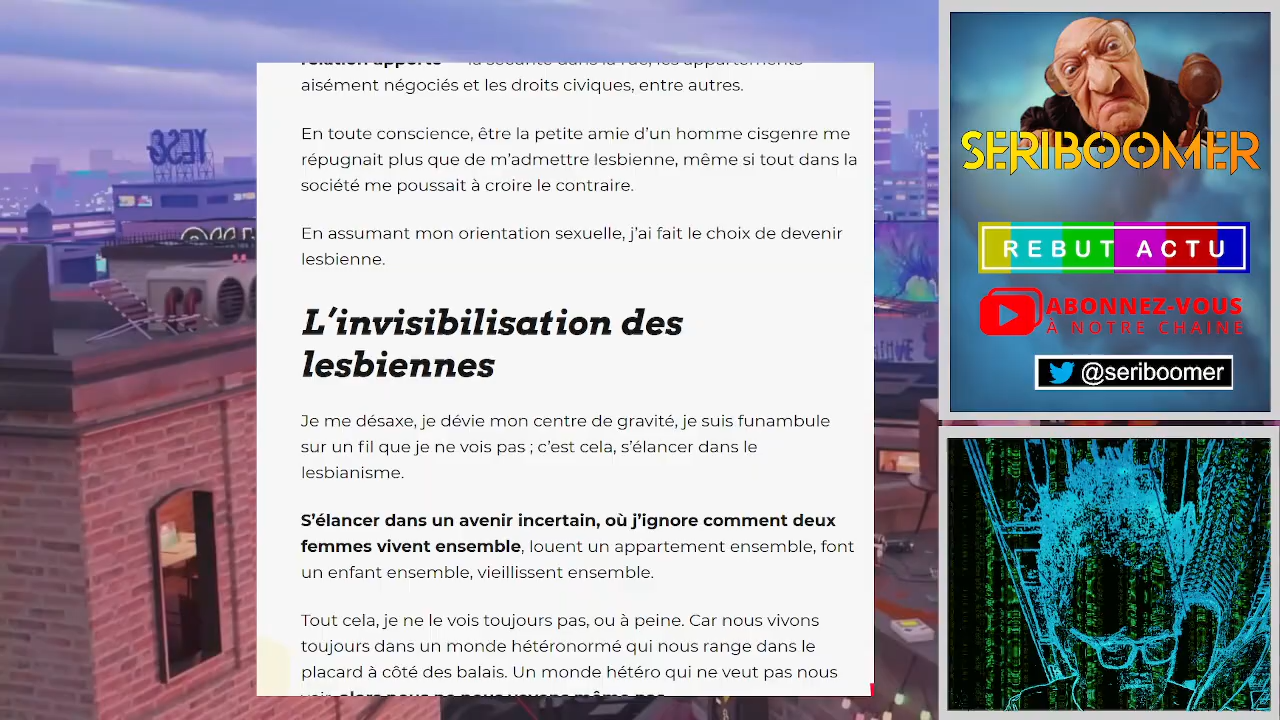 aisément négociés et les droits civiques, entre autres.
En toute conscience, être la petite amie d'un homme cisgenre me
répugnait plus que de m'admettre lesbienne, même si tout dans la
société me poussait à croire le contraire.
En assumant mon orientation sexuelle, j'ai fait le choix de devenir
lesbienne.
L'invisibilisation des
lesbiennes
Je me désaxe, je dévie mon centre de gravité, je suis funambule
sur un fil que je ne vois pas ; c'est cela, s'élancer dans le
lesbianisme.
S'élancer dans un avenir incertain, où j'ignore comment deux
femmes vivent ensemble, louent un appartement ensemble, font
un enfant ensemble, vieillissent ensemble.
Tout cela, je ne le vois toujours pas, ou à peine. Car nous vivons
toujours dans un monde hétéronormé qui nous range dans le
placard à côté des balais. Un monde hétéro qui ne veut pas nous
SERIBOOMER
REBUT ACTU
ABONNEZ-VOUS
À NOTRE CHAINE
@seriboomer